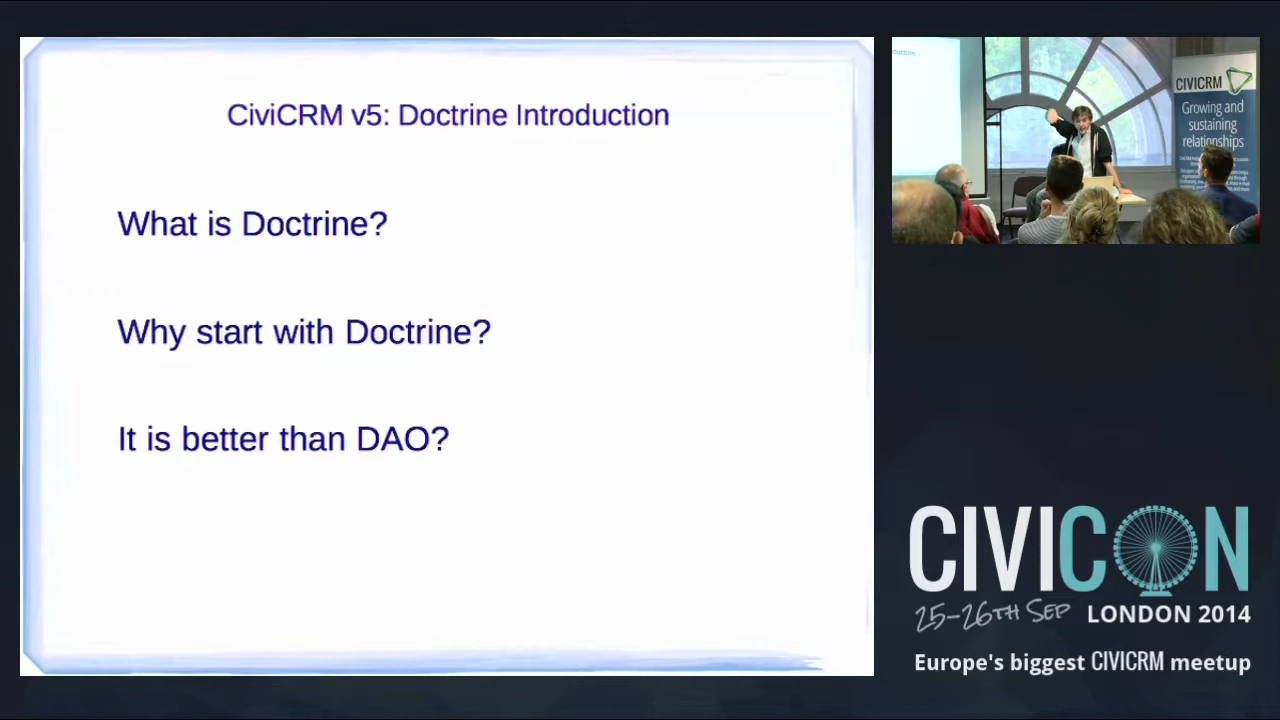 CiviCRM v5: Doctrine Introduction
What is Doctrine?
Why start with Doctrine?
It is better than DAO?
CIVICRM
Growing and
sustaining
relationships
CIVICON
25-26TH SEP LONDON 2014
Europe's biggest CIVICRM meetup